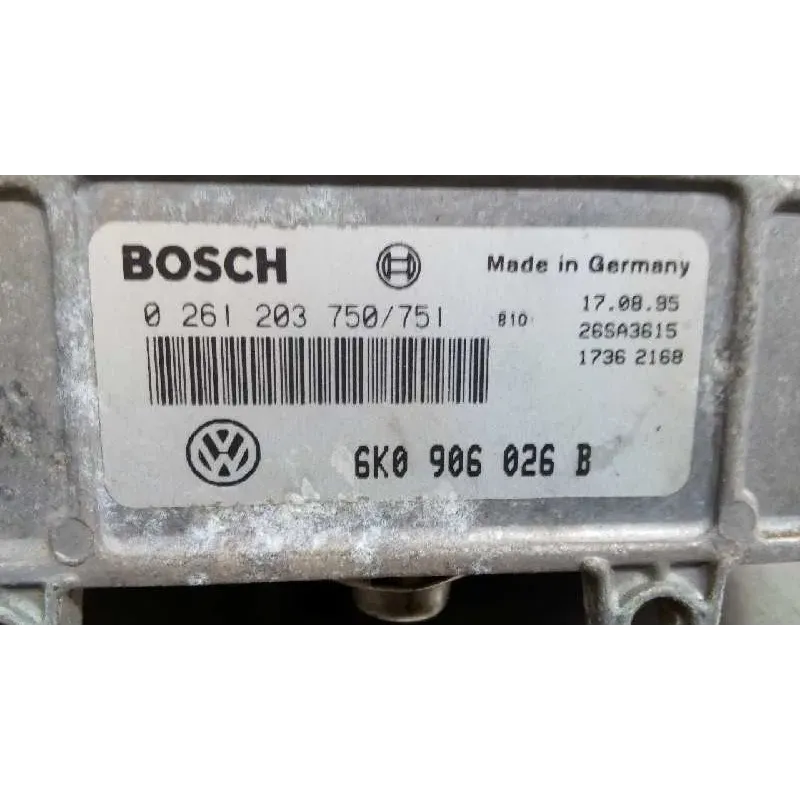 BOSCH
Made in Germany
0 261 203 750/751
810
17.08.95
26SA3615
1736 2168
VW
6K0 906 026 B